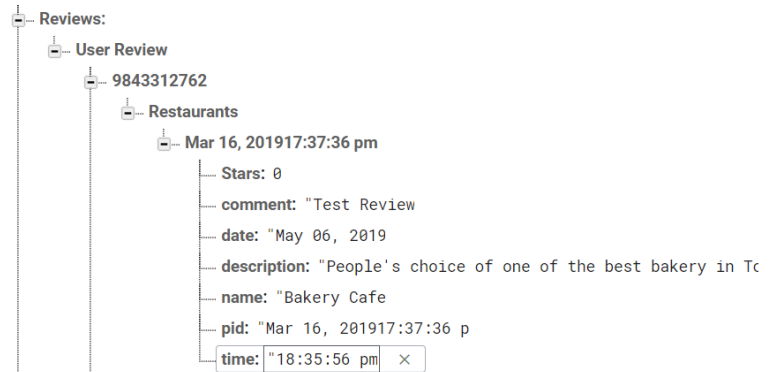 Reviews:
User Review
9843312762
Restaurants
Mar 16, 201917:37:36 pm
Stars: 0
comment: "Test Review
date: "May 06, 2019
description: "People's choice of one of the best bakery in To
name: "Bakery Cafe
pid: "Mar 16, 201917:37:36 p
time: "18:35:56 pm